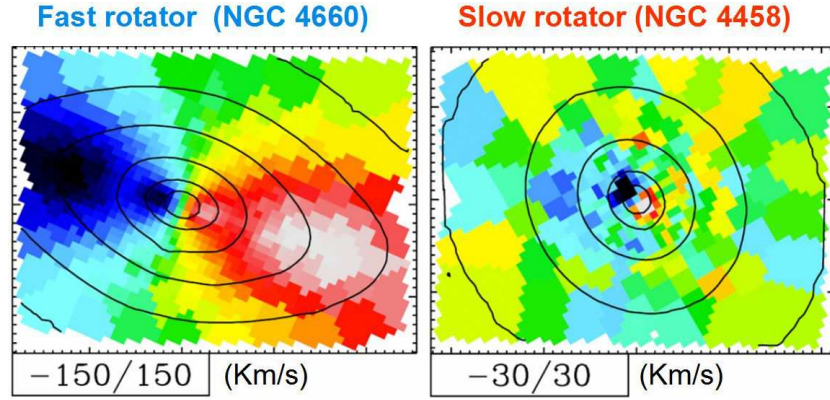 Fast rotator (NGC 4660)
Slow rotator (NGC 4458)
−150/150 (Km/s)
−30/30 (Km/s)